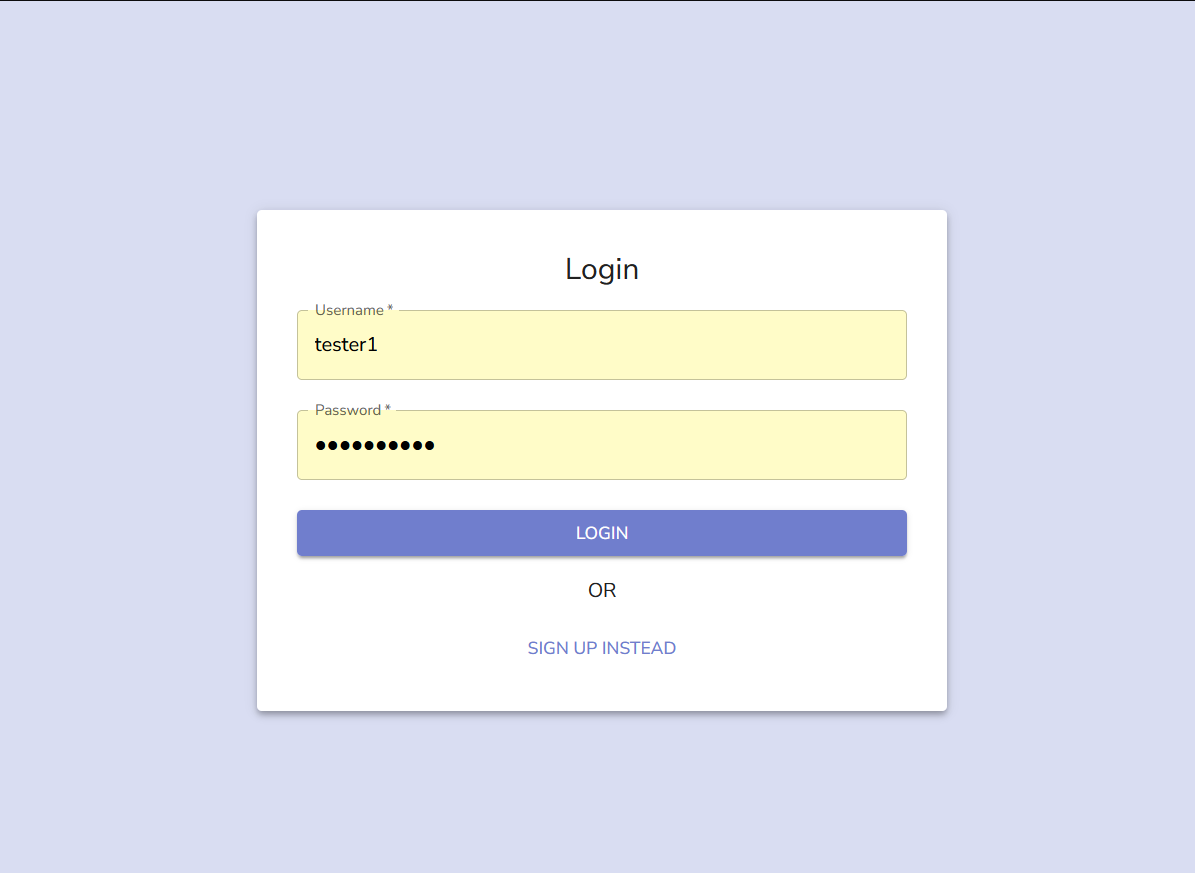 Login
Username *
tester1
Password *
••••••••••
LOGIN
OR
SIGN UP INSTEAD